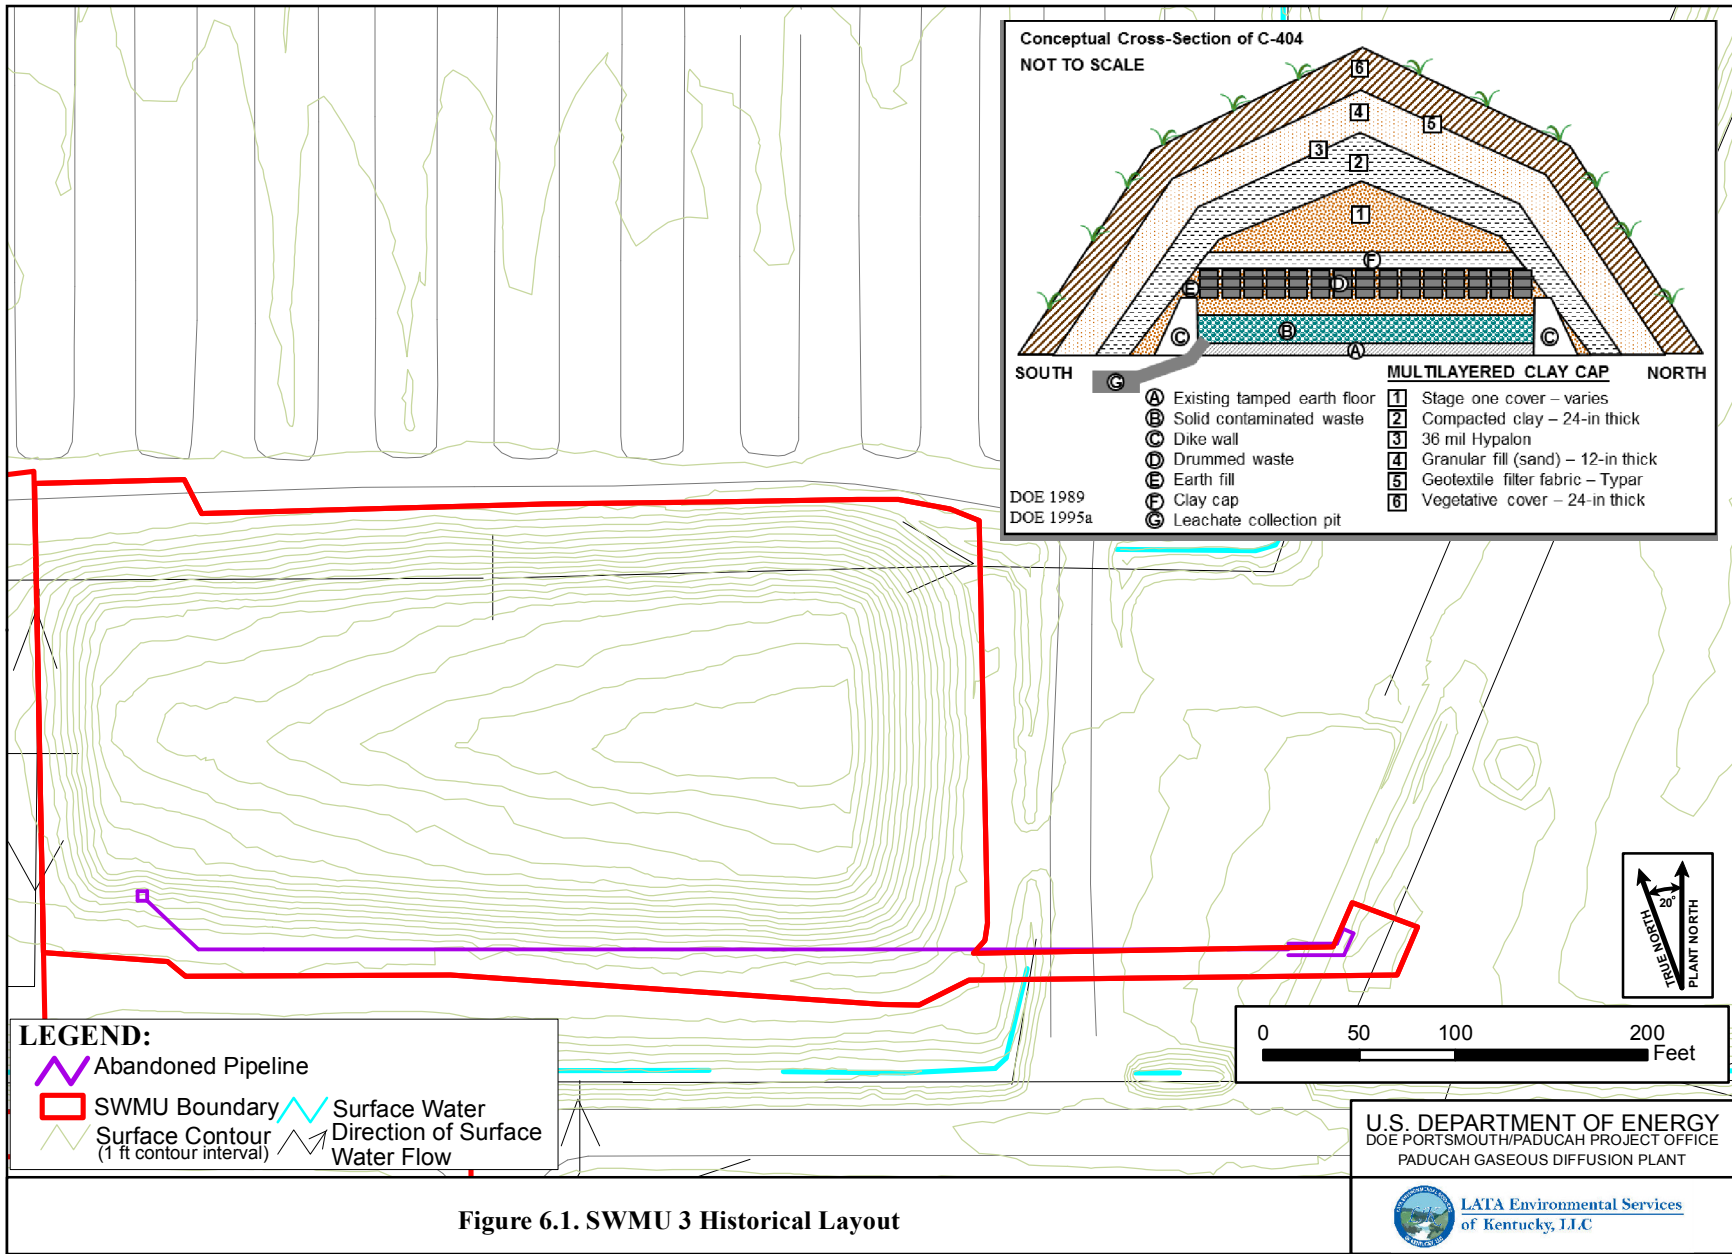 Conceptual Cross-Section of C-404
NOT TO SCALE
6
4
5
3
2
1
F
D
E
B
C
C
A
G
SOUTH
NORTH
A Existing tamped earth floor
B Solid contaminated waste
C Dike wall
D Drummed waste
E Earth fill
F Clay cap
G Leachate collection pit
DOE 1989
DOE 1995a
MULTILAYERED CLAY CAP
1 Stage one cover – varies
2 Compacted clay – 24-in thick
3 36 mil Hypalon
4 Granular fill (sand) – 12-in thick
5 Geotextile filter fabric – Typar
6 Vegetative cover – 24-in thick
20°
TRUE NORTH
PLANT NORTH
0 50 100 200
Feet
LEGEND:
Abandoned Pipeline
SWMU Boundary
Surface Contour
(1 ft contour interval)
Surface Water
Direction of Surface
Water Flow
U.S. DEPARTMENT OF ENERGY
DOE PORTSMOUTH/PADUCAH PROJECT OFFICE
PADUCAH GASEOUS DIFFUSION PLANT
Figure 6.1. SWMU 3 Historical Layout
LATA Environmental Services
of Kentucky, LLC